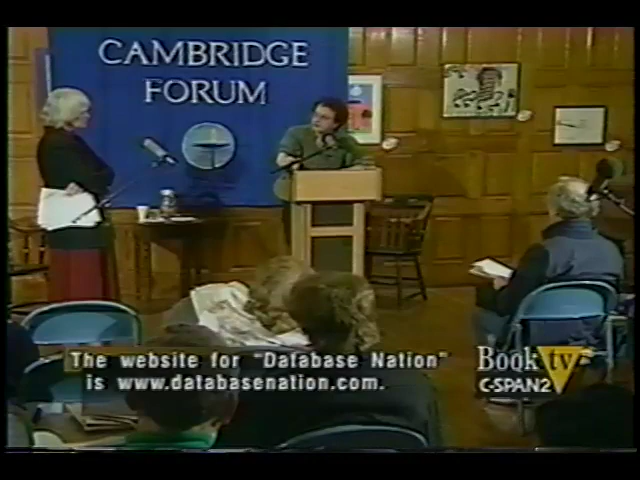 CAMBRIDGE
FORUM
The website for "Database Nation"
is www.databasenation.com.
Book tv
C-SPAN2